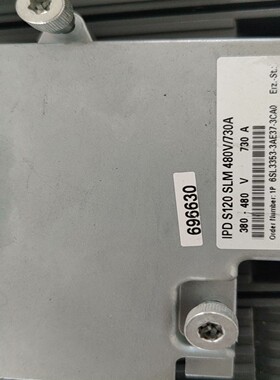 IPD S120 SLM 480V/730A
380 - 480 V 730 A
Order Number: 1P 6SL3353-3AE37-3CA0 Erz.-St.:
696630